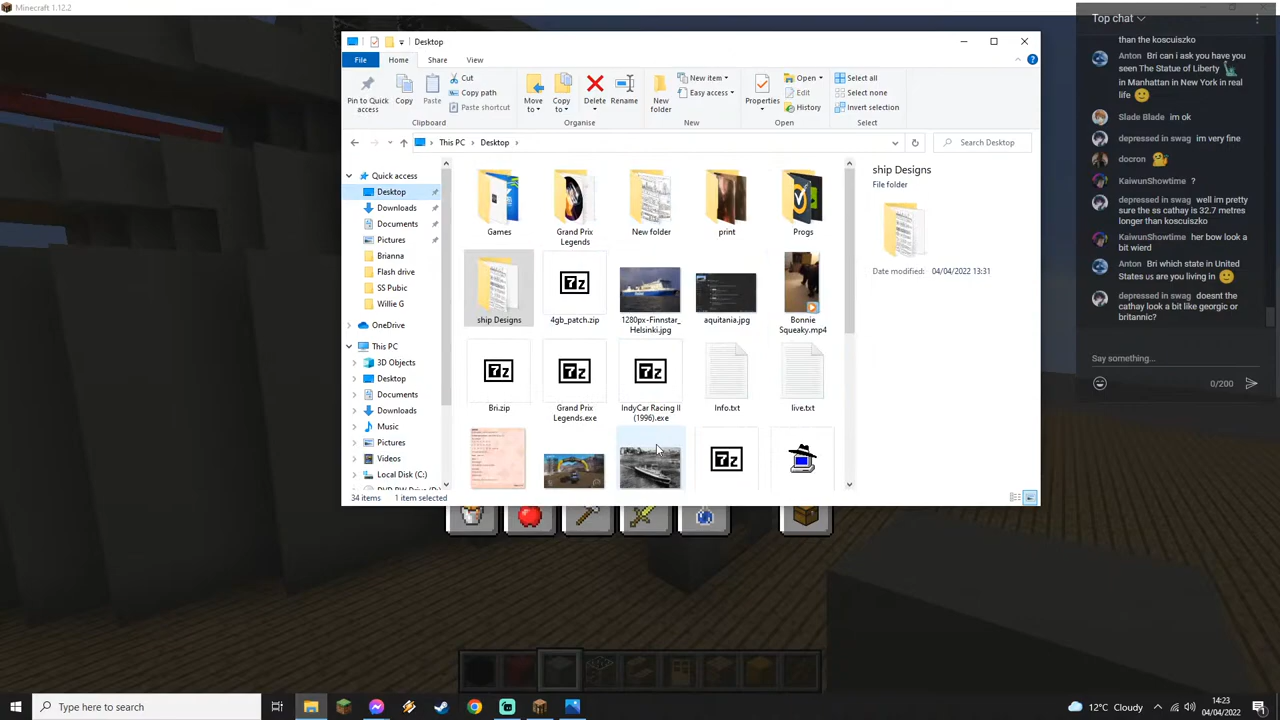 Minecraft 1.12.2
Desktop
File
Home
Share
View
Pin to Quick
access
Copy
Paste
Cut
Copy path
Paste shortcut
Clipboard
Move
to
Copy
to
Delete
Rename
Organise
New
folder
New item
Easy access
New
Properties
Open
Edit
History
Open
Select all
Select none
Invert selection
Select
This PC
Desktop
Search Desktop
Quick access
Desktop
Downloads
Documents
Pictures
Brianna
Flash drive
SS Pubic
Willie G
OneDrive
This PC
3D Objects
Desktop
Documents
Downloads
Music
Pictures
Videos
Local Disk (C:)
Games
Grand Prix
Legends
New folder
print
Progs
ship Designs
4gb_patch.zip
1280px-Finnstar_
Helsinki.jpg
aquitania.jpg
Bonnie
Squeaky.mp4
7z
7z
7z
7z
7z
Bri.zip
Grand Prix
Legends.exe
IndyCar Racing II
(1996).exe
Info.txt
live.txt
ship Designs
File folder
Date modified: 04/04/2022 13:31
34 items
1 item selected
Top chat
than the koscuiszko
Anton Bri can i ask you have you
seen The Statue of Liberty
in Manhattan in New York in real
life
Slade Blade im ok
depressed in swag im very fine
docron
KaiwunShowtime ?
depressed in swag well im pretty
sure the ss cathay is 32.7 metres
longer than koscuiszko
KaiwunShowtime her bow look a
bit wierd
Anton Bri which state in United
States us are you living in
depressed in swag doesnt the
cathay look a bit like georgic or
britannic?
Say something...
0/200
Type here to search
12°C Cloudy
14:23
04/04/2022